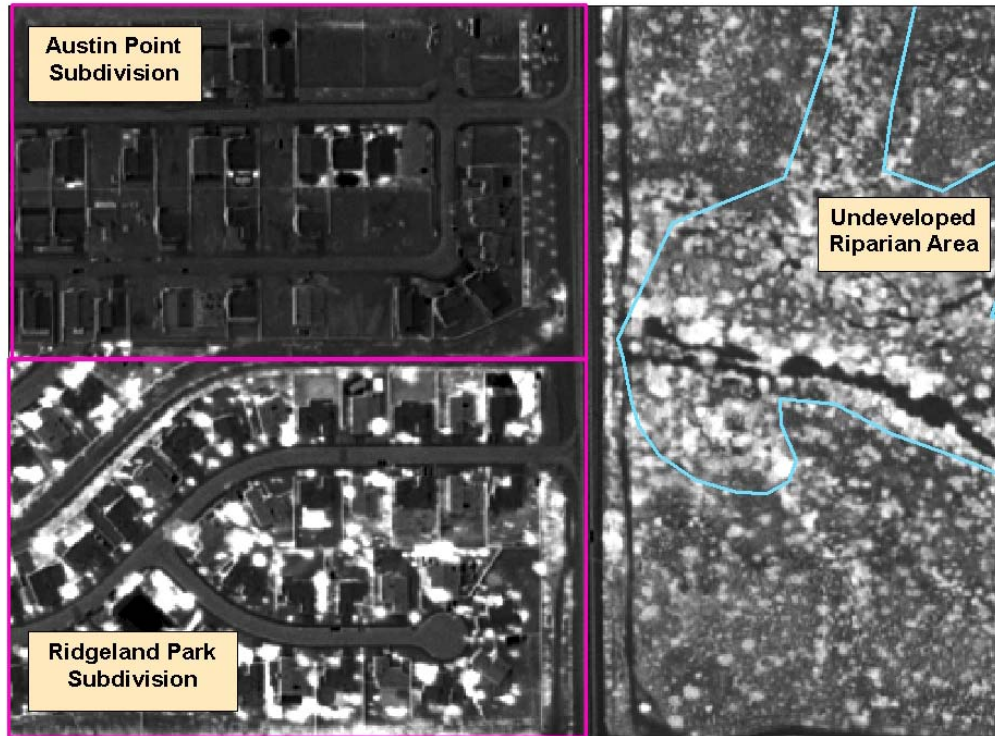 Austin Point
Subdivision
Undeveloped
Riparian Area
Ridgeland Park
Subdivision